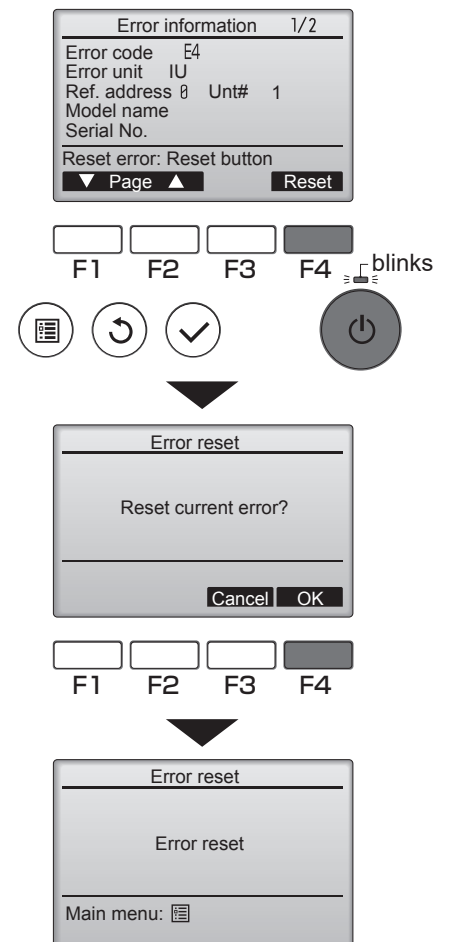 Error information 1/2
Error code E4
Error unit IU
Ref. address 0 Unt# 1
Model name
Serial No.
Reset error: Reset button
▼ Page ▲ Reset
F1 F2 F3 F4
blinks
Error reset
Reset current error?
Cancel OK
F1 F2 F3 F4
Error reset
Error reset
Main menu: